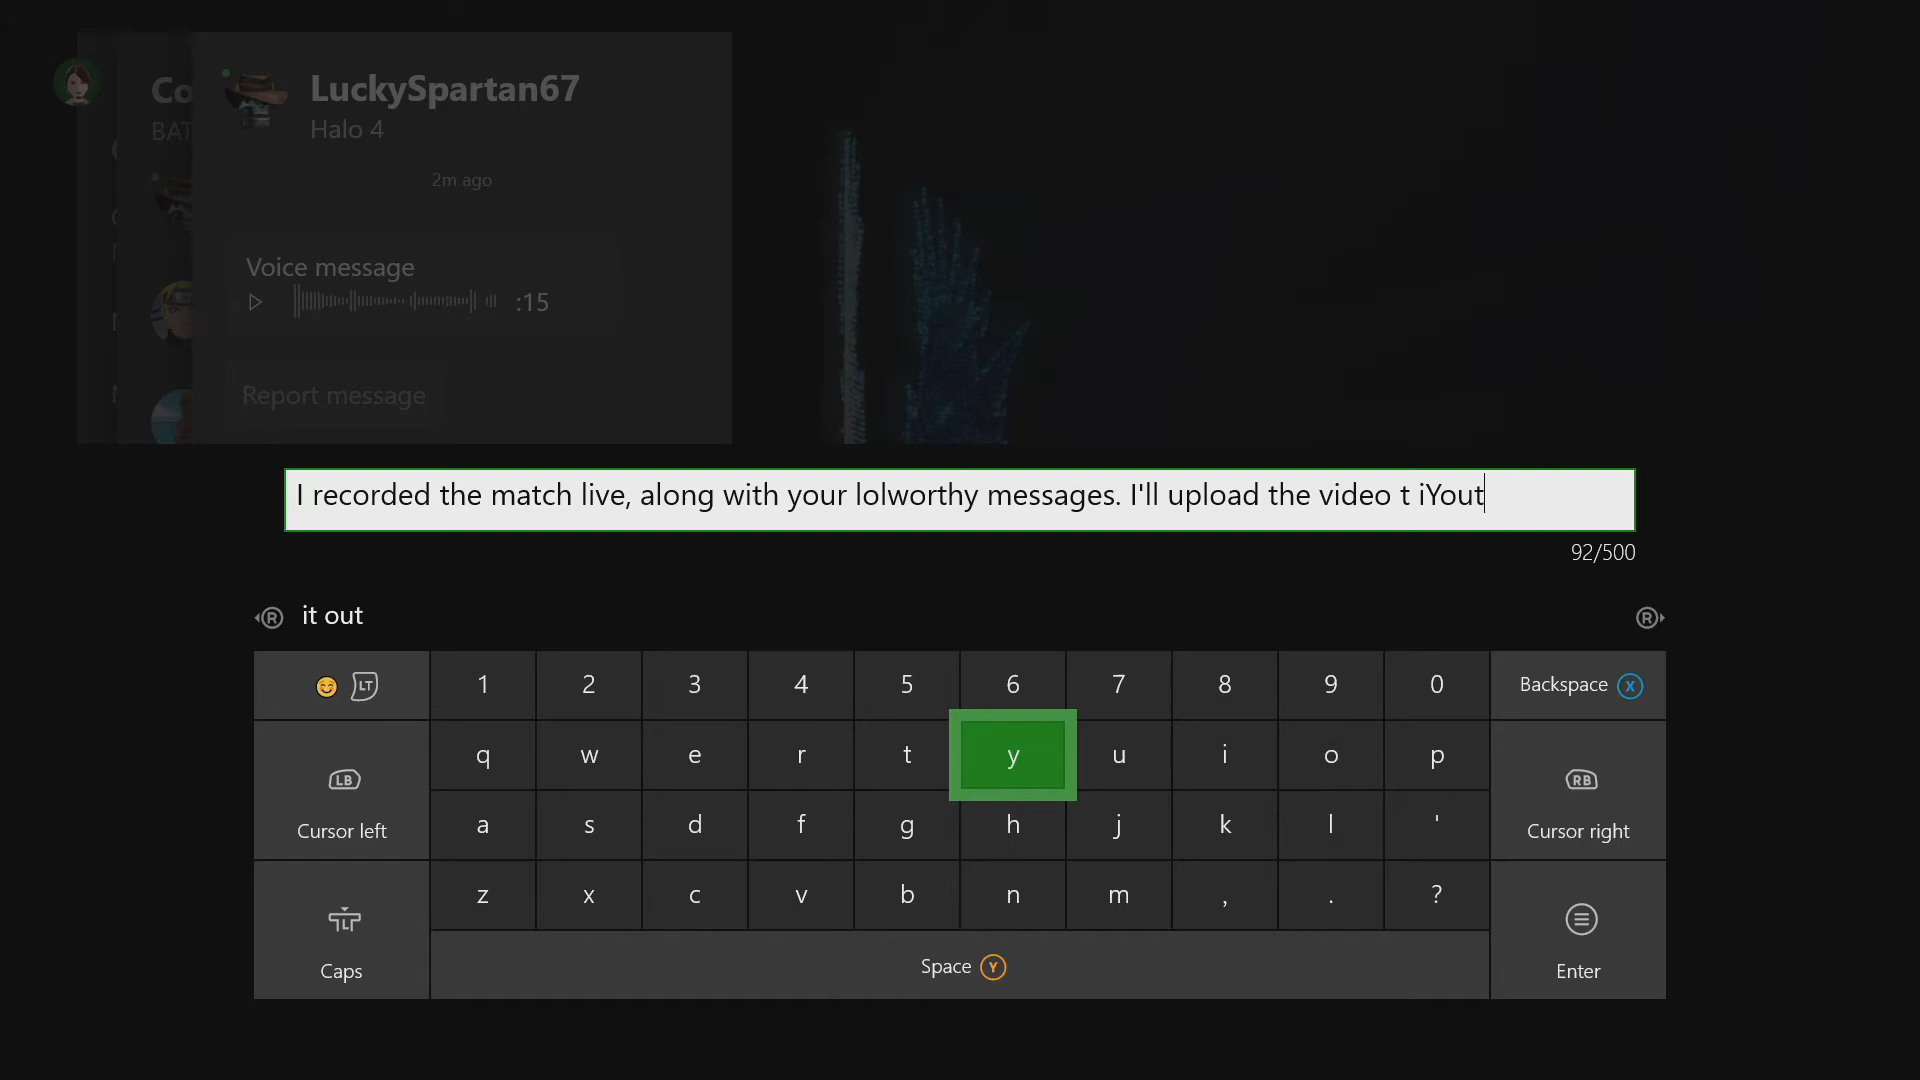 Co
LuckySpartan67
BAT
Halo 4
2m ago
Voice message
:15
Report message
I recorded the match live, along with your lolworthy messages. I'll upload the video t iYout
92/500
R it out R
LT 1 2 3 4 5 6 7 8 9 0 Backspace X
q w e r t y u i o p
LB Cursor left
RB Cursor right
a s d f g h j k l '
z x c v b n m , . ?
LT Caps
Enter
Space Y